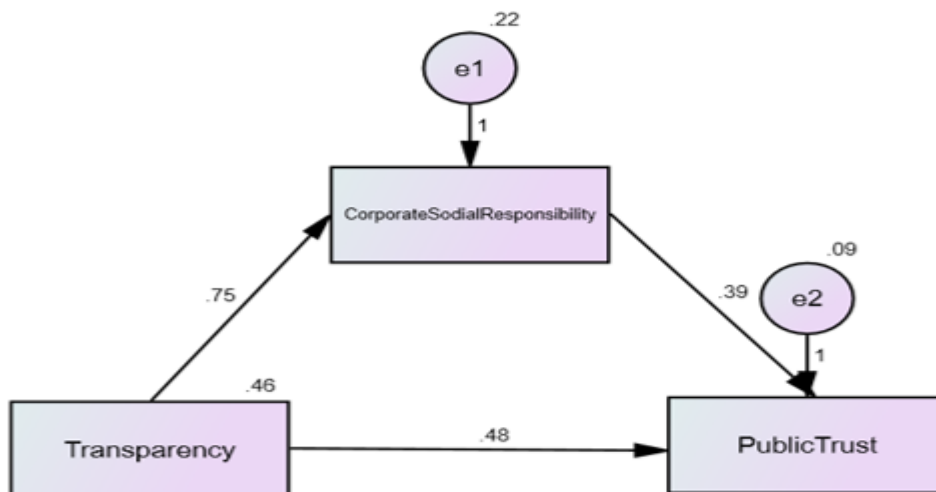 .22
e1
1
CorporateSodialResponsibility
.09
.39
e2
.75
1
.46
.48
Transparency
PublicTrust